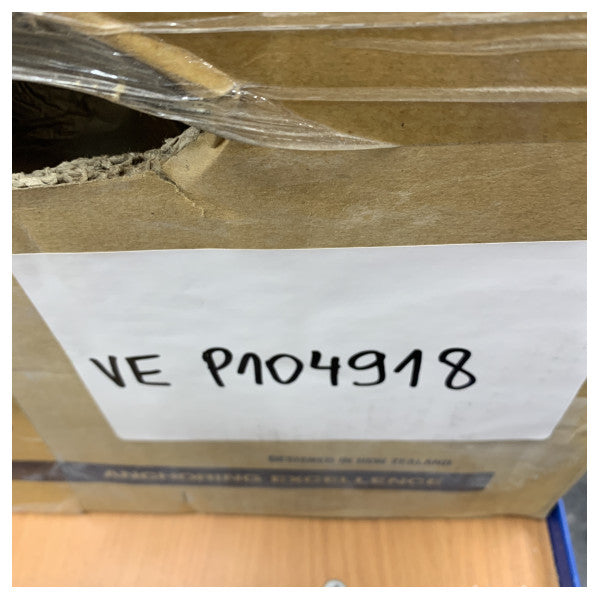 VE P104918
DESIGNED IN NEW ZEALAND
ANCHORING EXCELLENCE